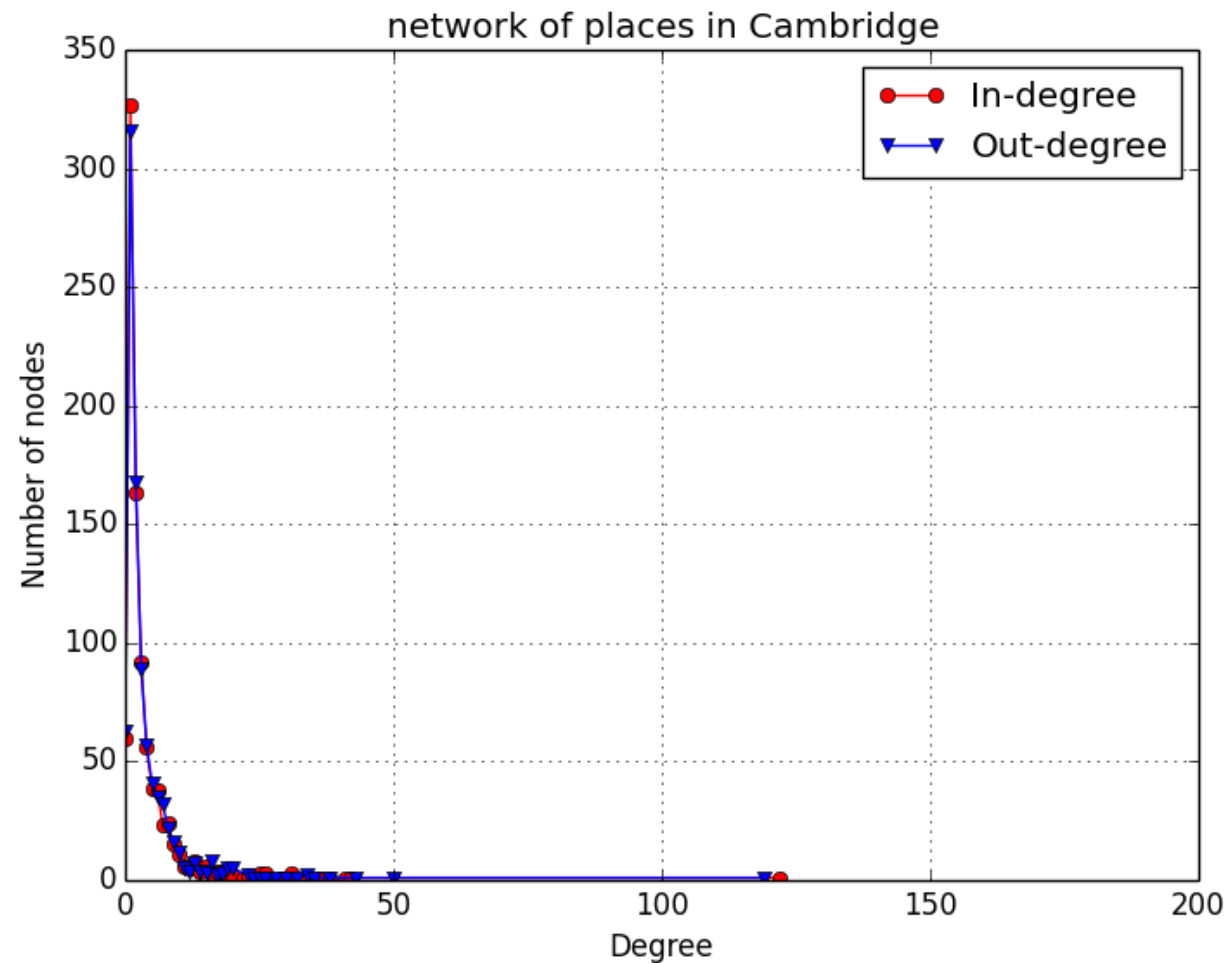 network of places in Cambridge
350
300
250
200
150
100
50
0
Number of nodes
In-degree
Out-degree
0 50 100 150 200
Degree